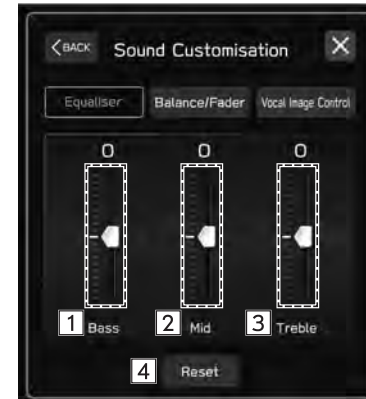 BACK Sound Customisation X
Equaliser Balance/Fader Vocal Image Control
0 0 0
1 Bass 2 Mid 3 Treble
4 Reset